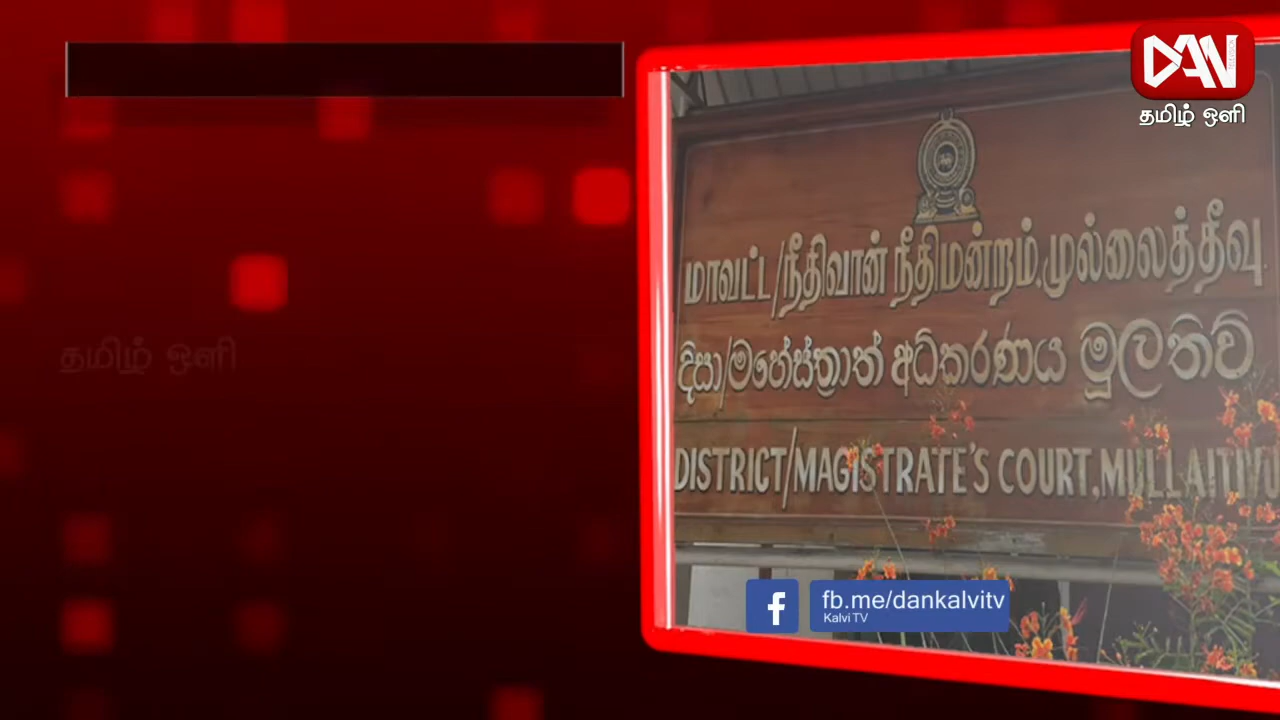 DAN
தமிழ் ஒளி
மாவட்ட/நீதிவான் நீதிமன்றம்,முல்லைத்தீவு.
தமிழ் ஒளி
දිසා/මහේස්ත්‍රාත් අධිකරණය මුලතිව්
DISTRICT/MAGISTRATE'S COURT,MULLAITIVU
fb.me/dankalvitv
Kalvi TV